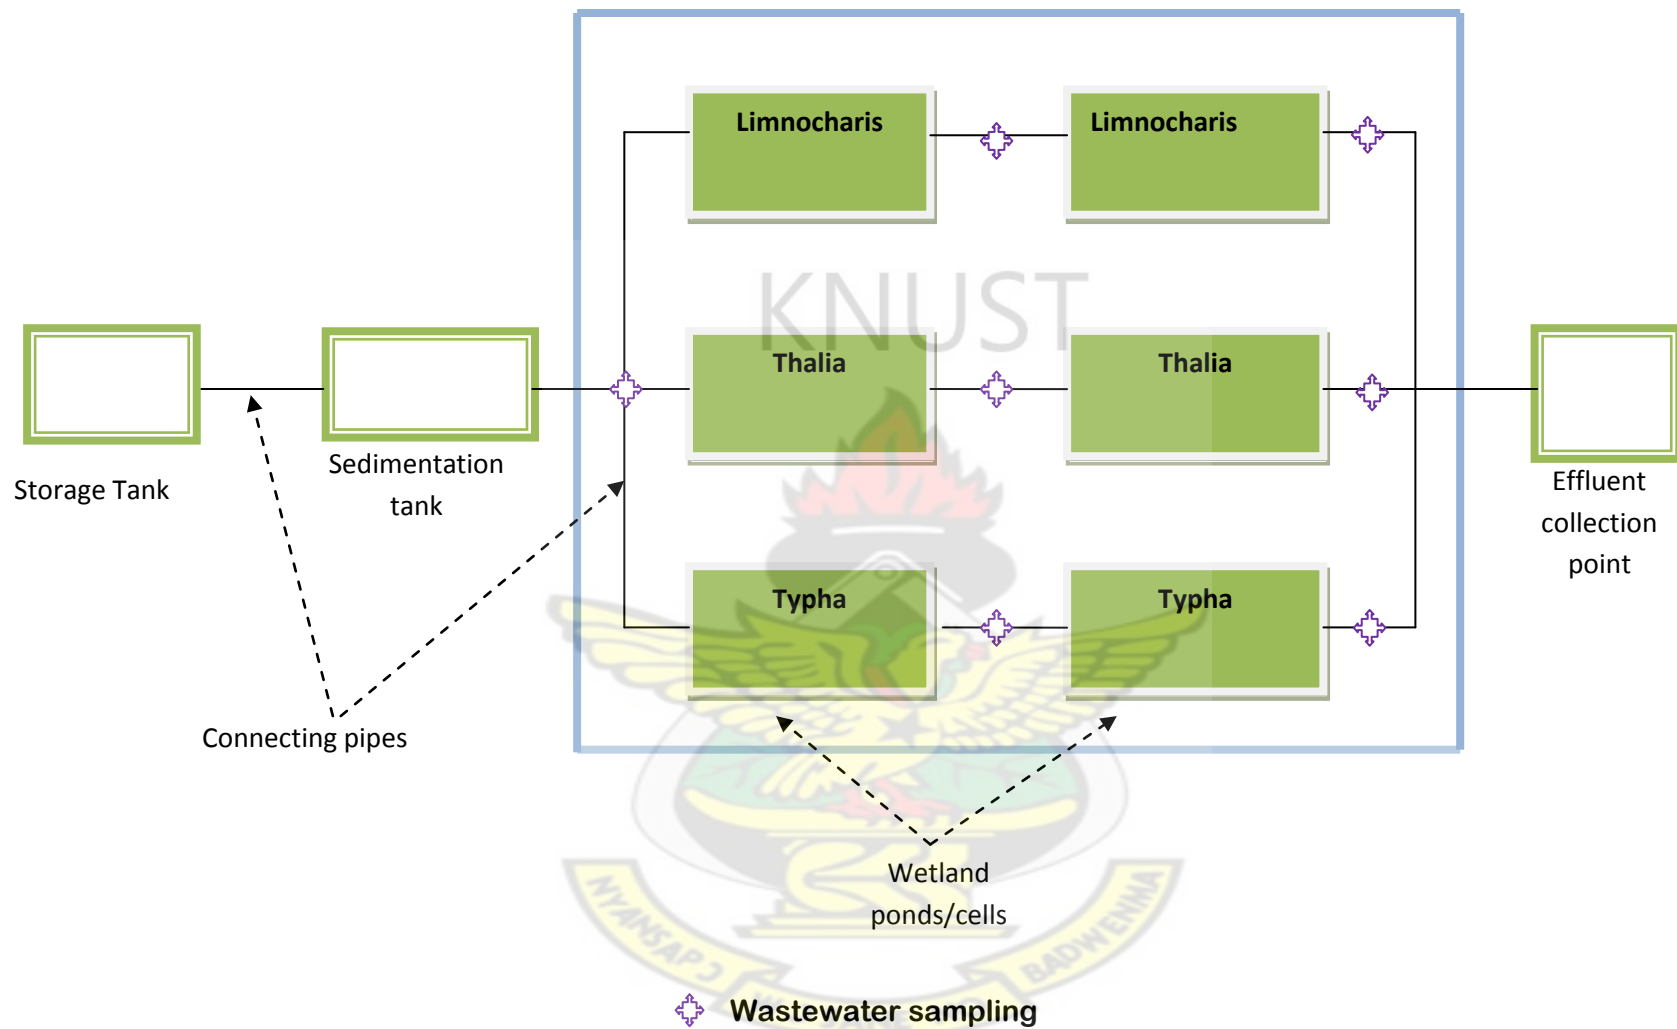 Limnocharis
Limnocharis
KNUST
Thalia
Thalia
Storage Tank
Sedimentation
tank
Effluent
collection
point
Typha
Typha
Connecting pipes
Wetland
ponds/cells
NYANSAPƆ
BADWENMA
Wastewater sampling